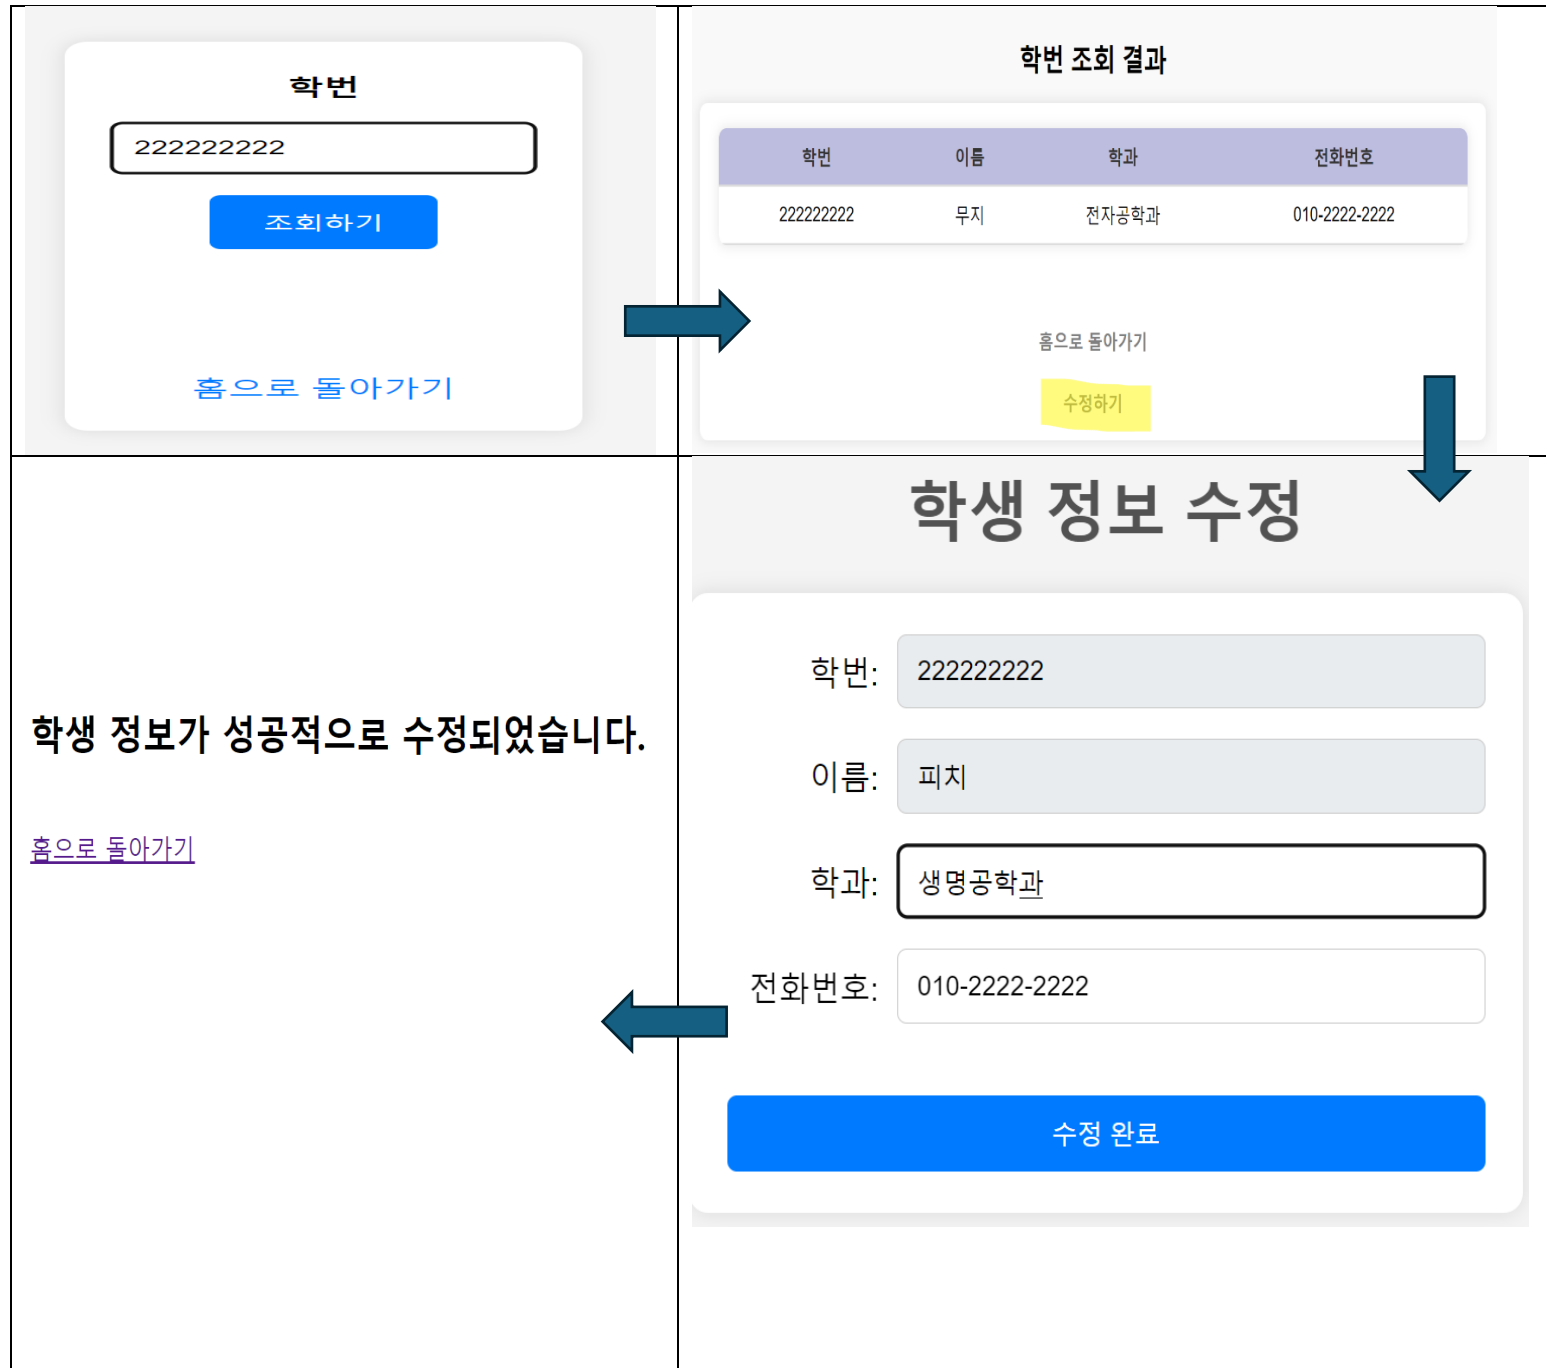 학번
222222222
조회하기
홈으로 돌아가기
학번 조회 결과
학번 이름 학과 전화번호
222222222 무지 전자공학과 010-2222-2222
홈으로 돌아가기
수정하기
학생 정보 수정
학번: 222222222
이름: 피치
학과: 생명공학과
전화번호: 010-2222-2222
수정 완료
학생 정보가 성공적으로 수정되었습니다.
홈으로 돌아가기